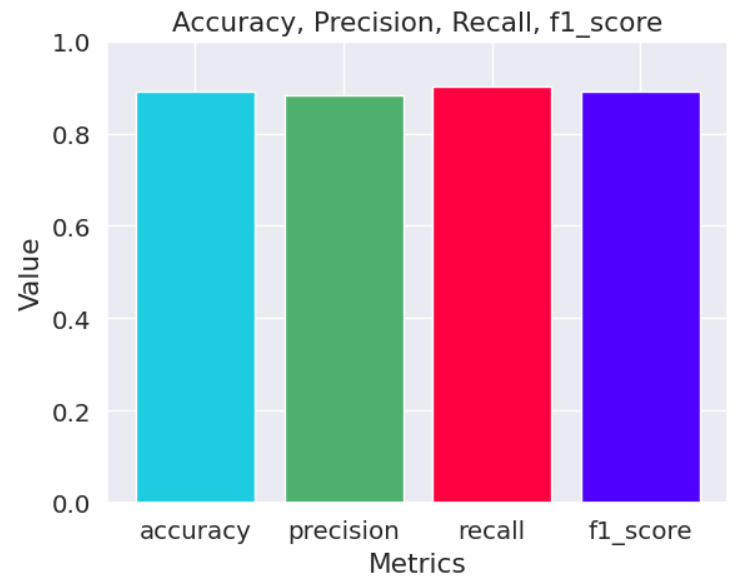 Accuracy, Precision, Recall, f1_score
1.0
0.8
0.6
0.4
0.2
0.0
Value
accuracy precision recall f1_score
Metrics